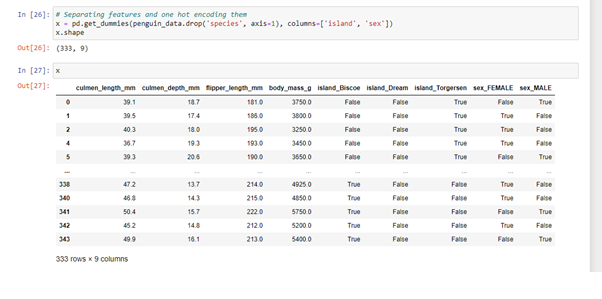 In [26]: # Separating features and one hot encoding them
x = pd.get_dummies(penguin_data.drop('species', axis=1), columns=['island', 'sex'])
x.shape
Out[26]: (333, 9)
In [27]: x
Out[27]:
culmen_length_mm culmen_depth_mm flipper_length_mm body_mass_g island_Biscoe island_Dream island_Torgersen sex_FEMALE sex_MALE
0 39.1 18.7 181.0 3750.0 False False True False True
1 39.5 17.4 186.0 3800.0 False False True True False
2 40.3 18.0 195.0 3250.0 False False True True False
4 36.7 19.3 193.0 3450.0 False False True True False
5 39.3 20.6 190.0 3650.0 False False True False True
... ... ... ... ... ... ... ... ... ...
338 47.2 13.7 214.0 4925.0 True False False True False
340 46.8 14.3 215.0 4850.0 True False False True False
341 50.4 15.7 222.0 5750.0 True False False False True
342 45.2 14.8 212.0 5200.0 True False False True False
343 49.9 16.1 213.0 5400.0 True False False False True
333 rows × 9 columns